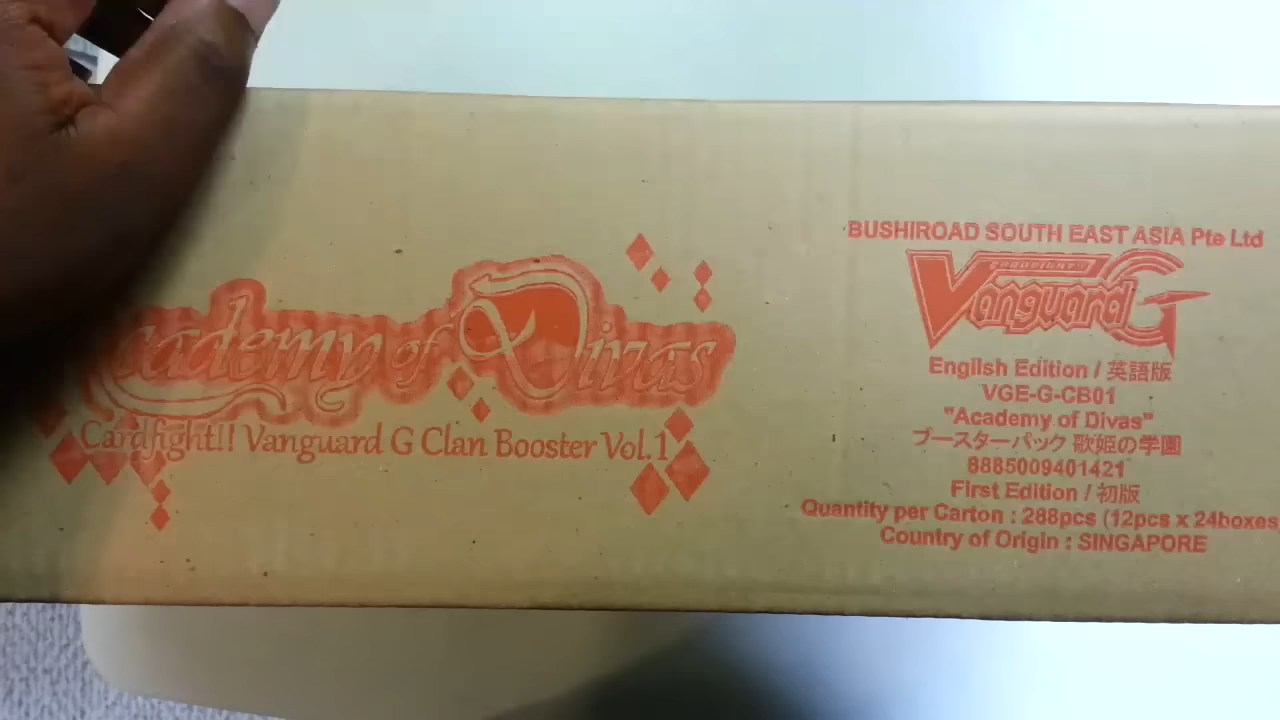 Academy of Divas
Cardfight!! Vanguard G Clan Booster Vol.1
BUSHIROAD SOUTH EAST ASIA Pte Ltd
CARDFIGHT!!
Vanguard G
English Edition / 英語版
VGE-G-CB01
"Academy of Divas"
ブースターパック 歌姫の学園
8885009401421
First Edition / 初版
Quantity per Carton : 288pcs (12pcs x 24boxes
Country of Origin : SINGAPORE